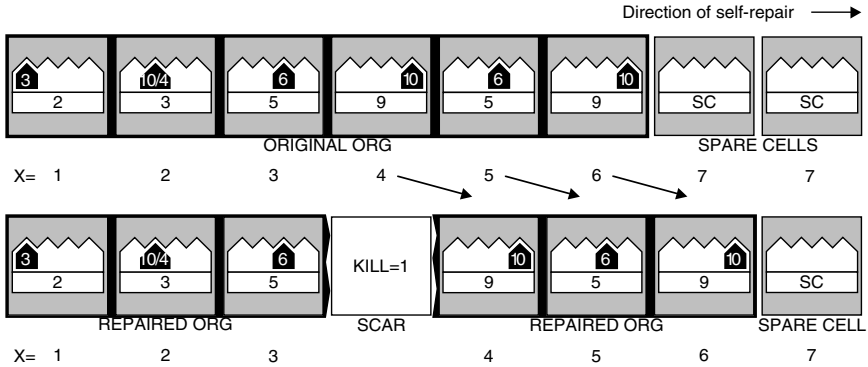 Direction of self-repair
3 10/4 6 10 6 10
2 3 5 9 5 9 SC SC
ORIGINAL ORG SPARE CELLS
X= 1 2 3 4 5 6 7 7
3 10/4 6 KILL=1 10 6 10
2 3 5 9 5 9 SC
REPAIRED ORG SCAR REPAIRED ORG SPARE CELL
X= 1 2 3 4 5 6 7